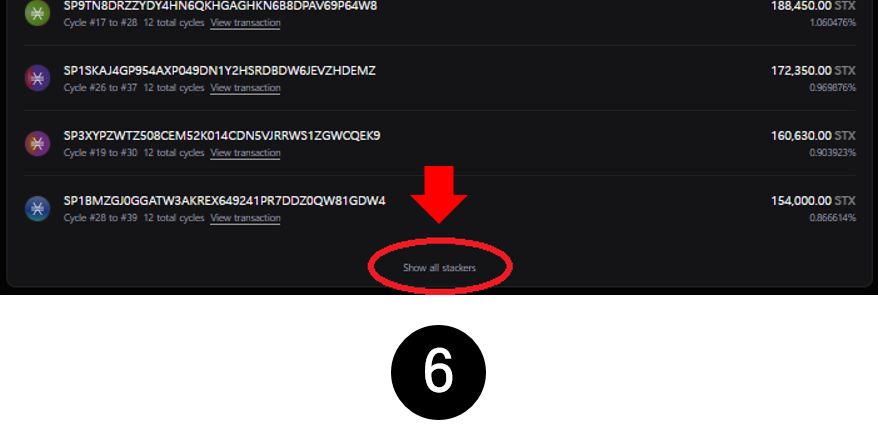 SP9TN8DRZZYDY4HN6QKHGAGHKN6B8DPAV69P64W8
188,450.00 STX
Cycle #17 to #28 12 total cycles View transaction
1.060476%
SP1SKAJ4GP954AXP049DN1Y2HSRDBDW6JEVZHDEMZ
172,350.00 STX
Cycle #26 to #37 12 total cycles View transaction
0.969876%
SP3XYPZWTZ508CEM52K014CDN5VJRRWS1ZGWCQEK9
160,630.00 STX
Cycle #19 to #30 12 total cycles View transaction
0.903923%
SP1BMZGJ0GGATW3AKREX649241PR7DDZ0QW81GDW4
154,000.00 STX
Cycle #28 to #39 12 total cycles View transaction
0.866614%
Show all stackers
6